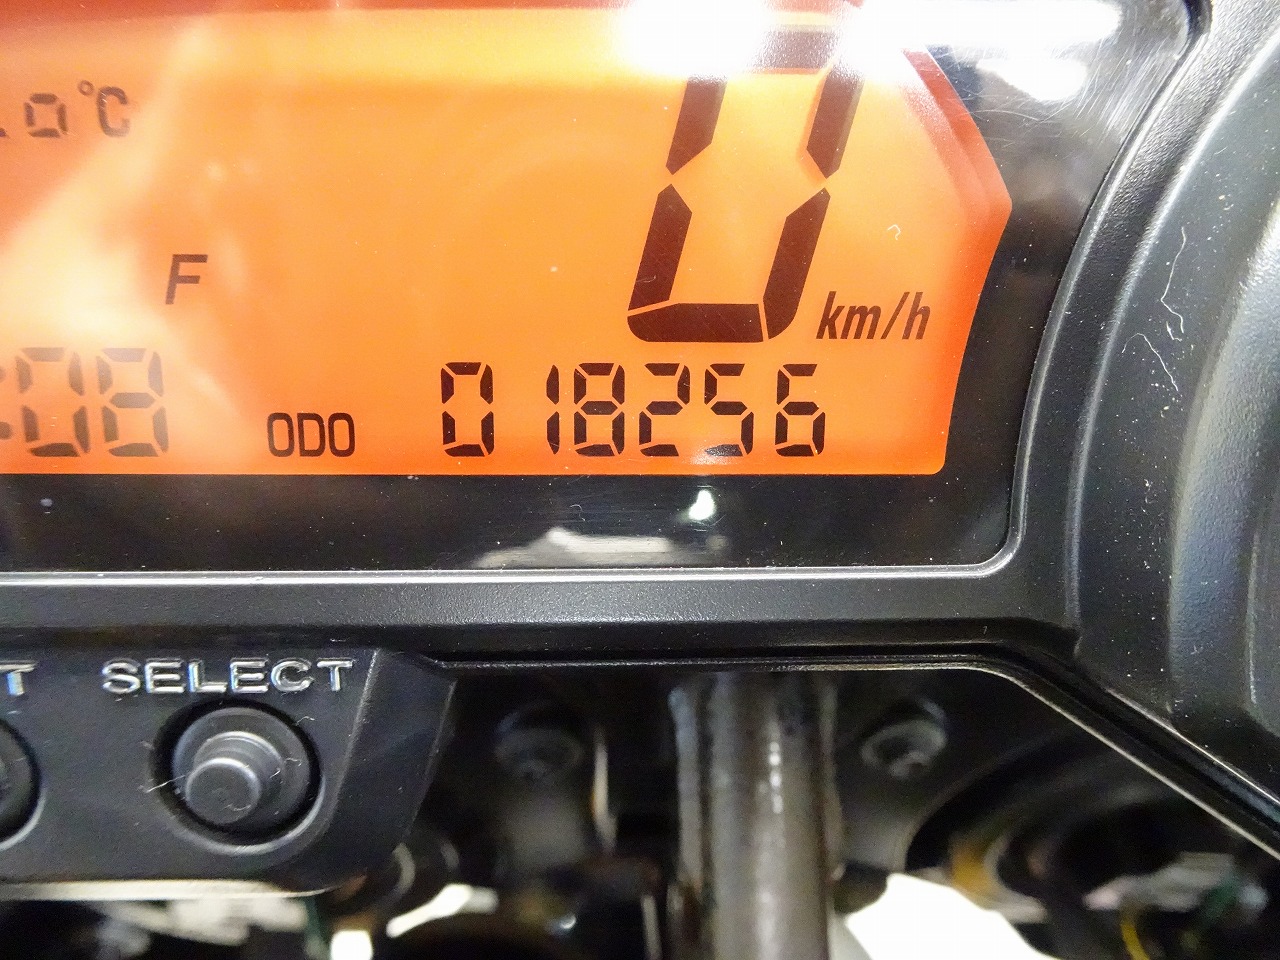 °C
0
F
km/h
:08 ODO 018256
SELECT